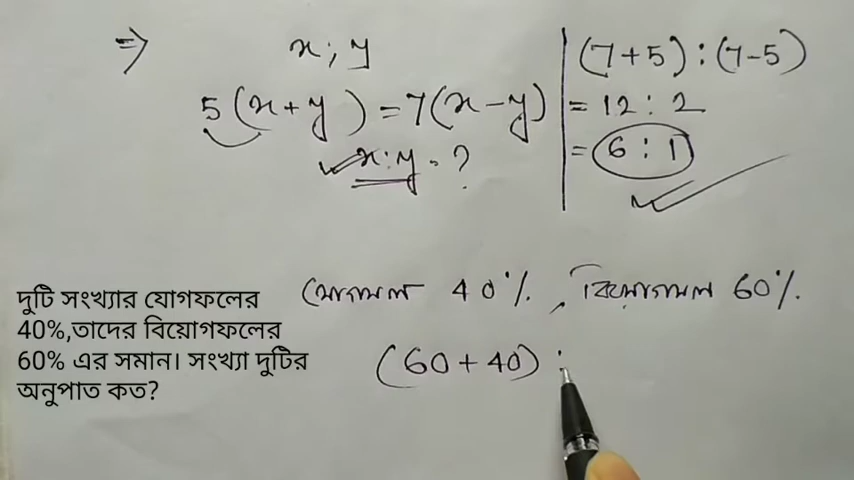 ⇒ x ; y
5(x+y)=7(x-y)
x:y = ?
(7+5):(7-5)
= 12:2
= 6:1
যোগফল 40%, বিয়োগফল 60%.
দুটি সংখ্যার যোগফলের
40%,তাদের বিয়োগফলের
60% এর সমান। সংখ্যা দুটির
অনুপাত কত?
(60+40):